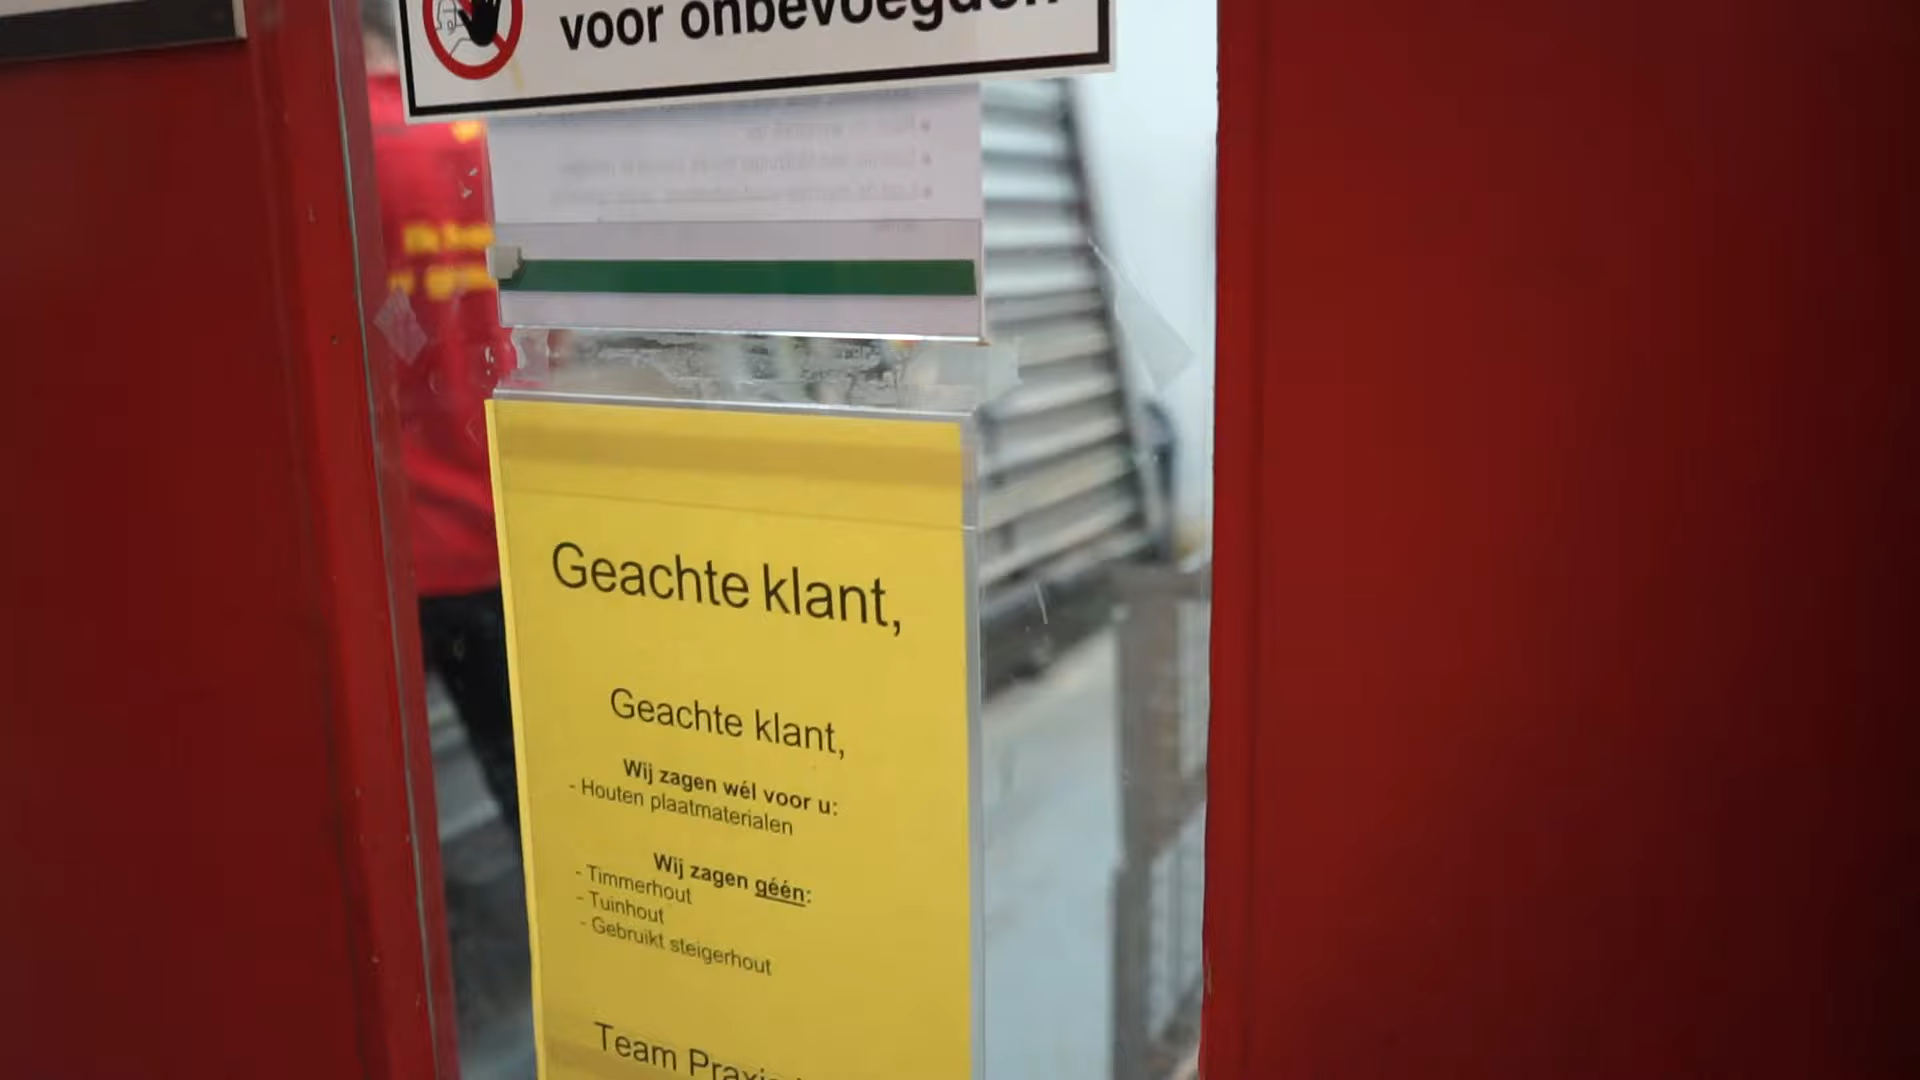 voor onbevoegden
Geachte klant,
Geachte klant,
Wij zagen wél voor u:
- Houten plaatmaterialen
Wij zagen géén:
- Timmerhout
- Tuinhout
- Gebruikt steigerhout
Team Praxis